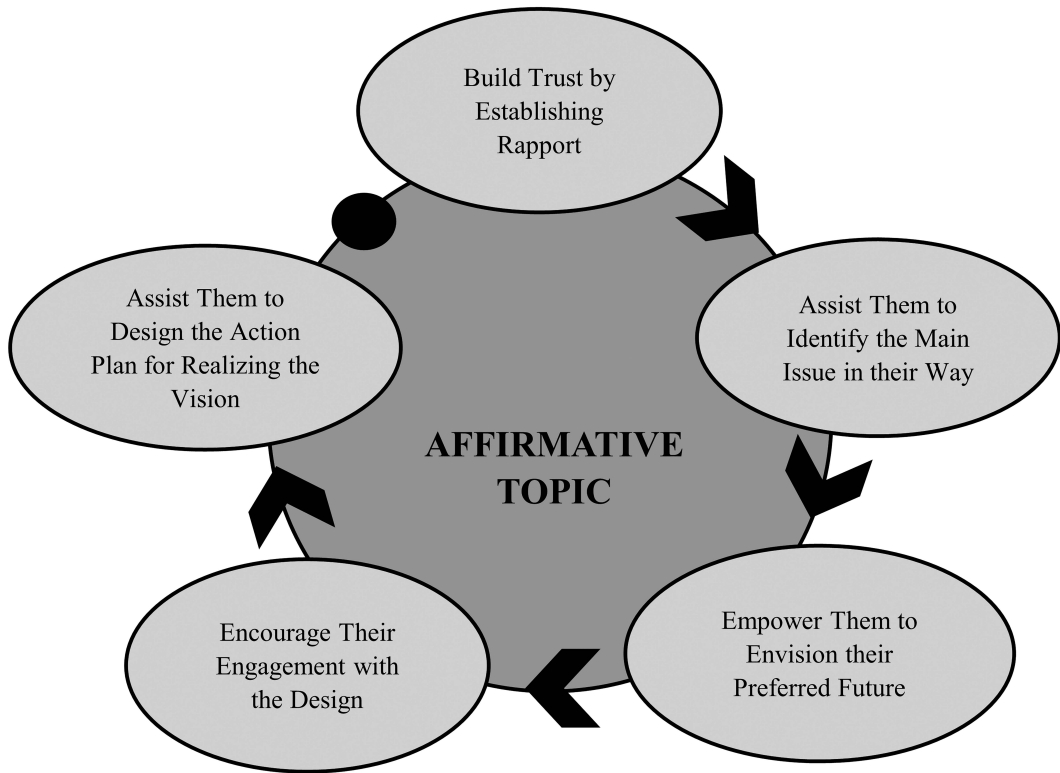 Build Trust by
Establishing
Rapport
Assist Them to
Identify the Main
Issue in their Way
Empower Them to
Envision their
Preferred Future
Encourage Their
Engagement with
the Design
Assist Them to
Design the Action
Plan for Realizing the
Vision
AFFIRMATIVE
TOPIC